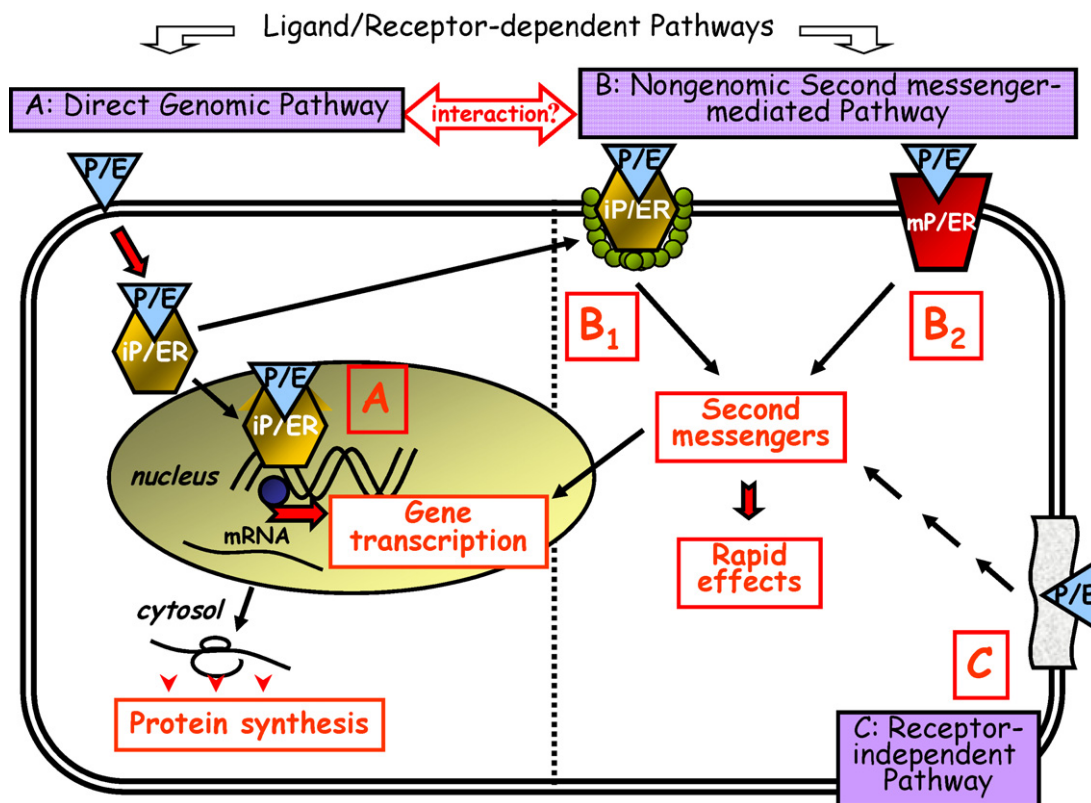 Ligand/Receptor-dependent Pathways
A: Direct Genomic Pathway
interaction?
B: Nongenomic Second messenger-
mediated Pathway
P/E
P/E
iP/ER
P/E
mP/ER
P/E
iP/ER
B1
B2
P/E
iP/ER
A
nucleus
mRNA
Gene
transcription
Second
messengers
Rapid
effects
cytosol
Protein synthesis
P/E
C
C: Receptor-
independent
Pathway